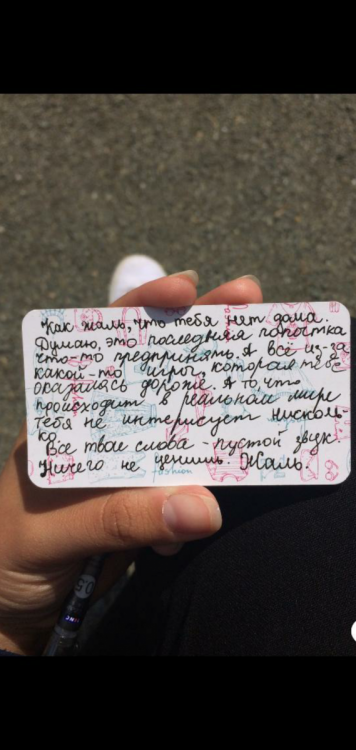 Как жаль, что тебя нет дома.
Думаю, это последняя попытка
что-то предпринять. А всё из-за
какой-то игры, которая тебе
оказалась дороже. А то, что
происходит в реальном мире
тебя не интерисует нисколь-
ко.
Все твои слова - пустой звук.
Ничего не ценишь. Жаль.
fashion